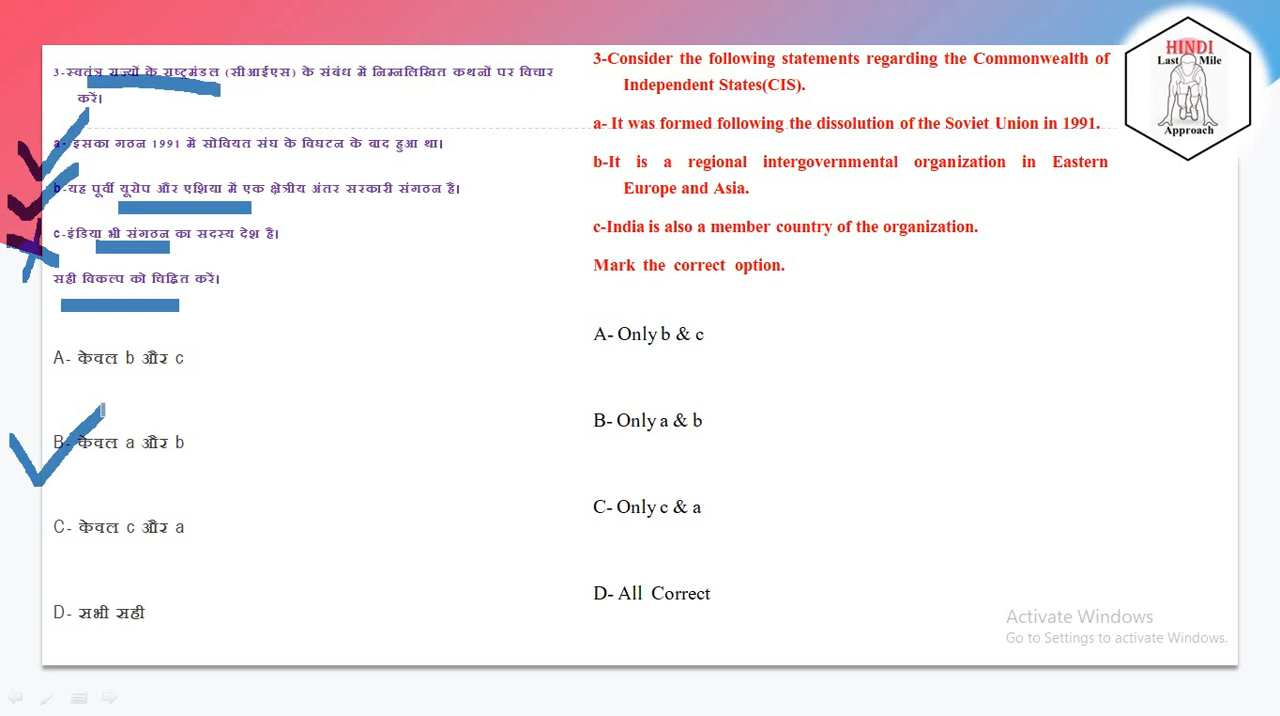 3-स्वतंत्र राज्यों के राष्ट्रमंडल (सीआईएस) के संबंध में निम्नलिखित कथनों पर विचार
करें।
a- इसका गठन 1991 में सोवियत संघ के विघटन के बाद हुआ था।
b-यह पूर्वी यूरोप और एशिया में एक क्षेत्रीय अंतर सरकारी संगठन है।
c-इंडिया भी संगठन का सदस्य देश है।
सही विकल्प को चिह्नित करें।
A- केवल b और c
B- केवल a और b
C- केवल c और a
D- सभी सही
3-Consider the following statements regarding the Commonwealth of
Independent States(CIS).
a- It was formed following the dissolution of the Soviet Union in 1991.
b-It is a regional intergovernmental organization in Eastern
Europe and Asia.
c-India is also a member country of the organization.
Mark the correct option.
A- Only b & c
B- Only a & b
C- Only c & a
D- All Correct
HINDI
Last Mile
Approach
Activate Windows
Go to Settings to activate Windows.